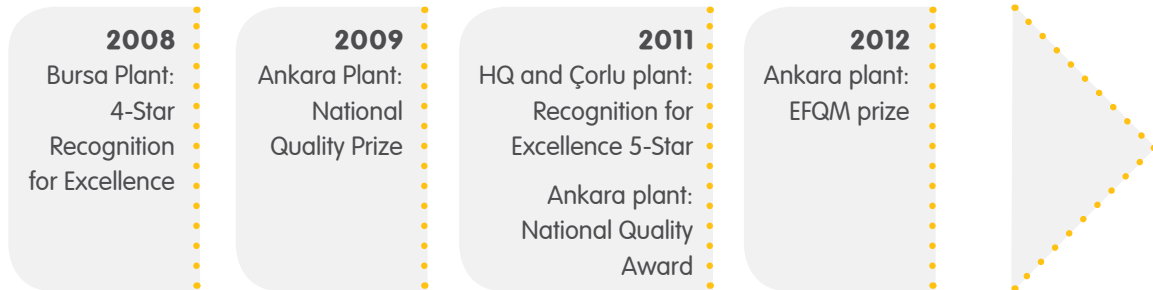 2008
Bursa Plant:
4-Star
Recognition
for Excellence
2009
Ankara Plant:
National
Quality Prize
2011
HQ and Çorlu plant:
Recognition for
Excellence 5-Star
Ankara plant:
National Quality
Award
2012
Ankara plant:
EFQM prize